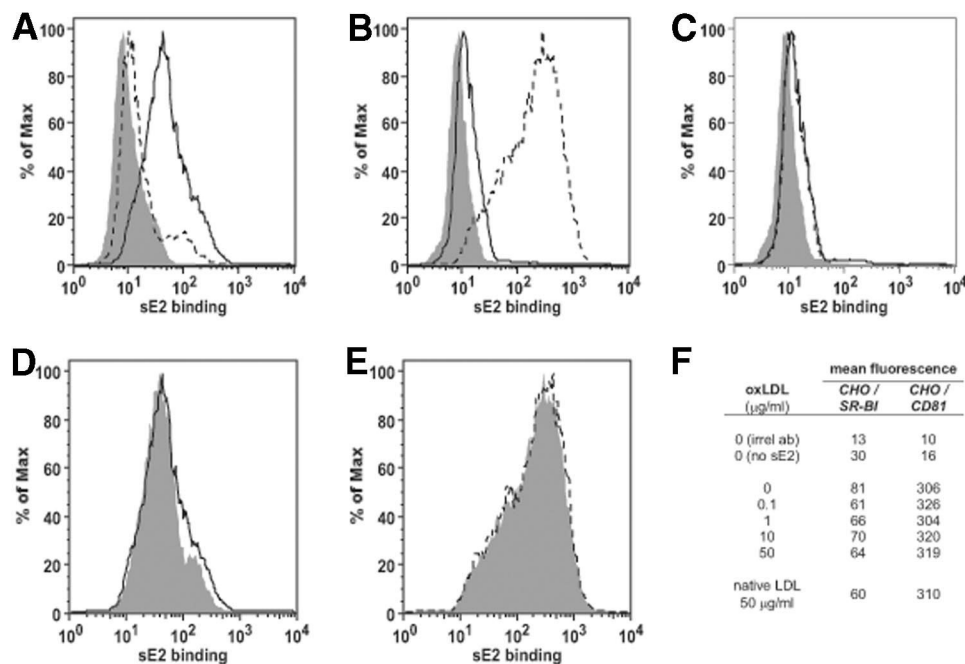 A
% of Max
100
80
60
40
20
0
10^0 10^1 10^2 10^3 10^4
sE2 binding
B
% of Max
100
80
60
40
20
0
10^0 10^1 10^2 10^3 10^4
sE2 binding
C
% of Max
100
80
60
40
20
0
10^0 10^1 10^2 10^3 10^4
sE2 binding
D
% of Max
100
80
60
40
20
0
10^0 10^1 10^2 10^3 10^4
sE2 binding
E
% of Max
100
80
60
40
20
0
10^0 10^1 10^2 10^3 10^4
sE2 binding
F
mean fluorescence
oxLDL CHO / CHO /
(µg/ml) SR-BI CD81
0 (irrel ab) 13 10
0 (no sE2) 30 16
0 81 306
0.1 61 326
1 66 304
10 70 320
50 64 319
native LDL
50 µg/ml 60 310